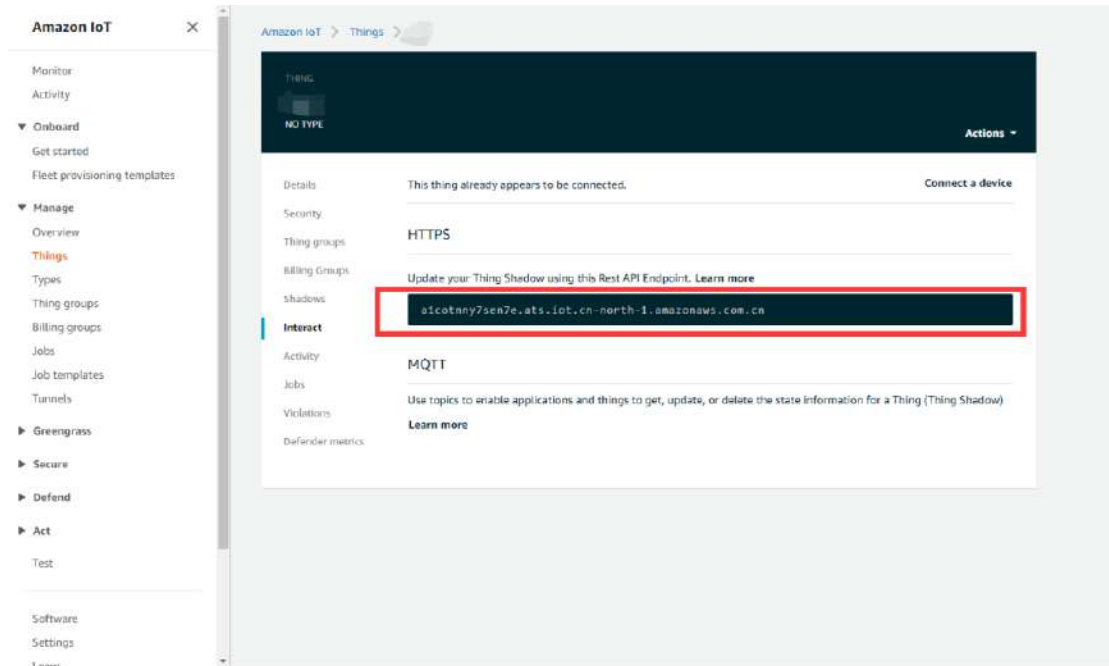 Amazon IoT
Monitor
Activity
Onboard
Get started
Fleet provisioning templates
Manage
Overview
Things
Types
Thing groups
Billing groups
Jobs
Job templates
Tunnels
Greengrass
Secure
Defend
Act
Test
Software
Settings
Learn
Amazon IoT > Things >
THING
NO TYPE
Actions
Details
Security
Thing groups
Billing Groups
Shadows
Interact
Activity
Jobs
Violations
Defender metrics
This thing already appears to be connected.
Connect a device
HTTPS
Update your Thing Shadow using this Rest API Endpoint. Learn more
a1cotnny7sen7e.ats.iot.cn-north-1.amazonaws.com.cn
MQTT
Use topics to enable applications and things to get, update, or delete the state information for a Thing (Thing Shadow)
Learn more